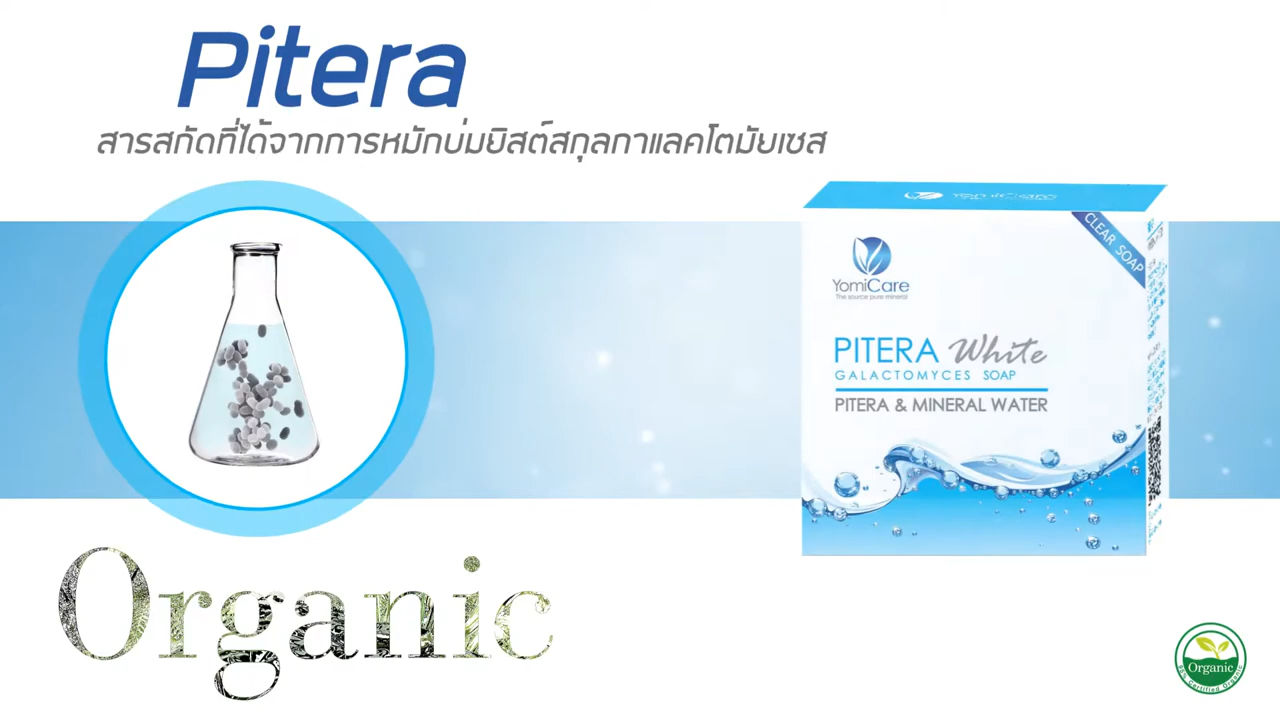 Pitera
สารสกัดที่ได้จากการหมักบ่มยิสต์สกุลกาแลคโตมัยเซส
CLEAR SOAP
YomiCare
The source pure mineral
PITERA White
GALACTOMYCES SOAP
PITERA & MINERAL WATER
Organic
Organic
Certified Organic